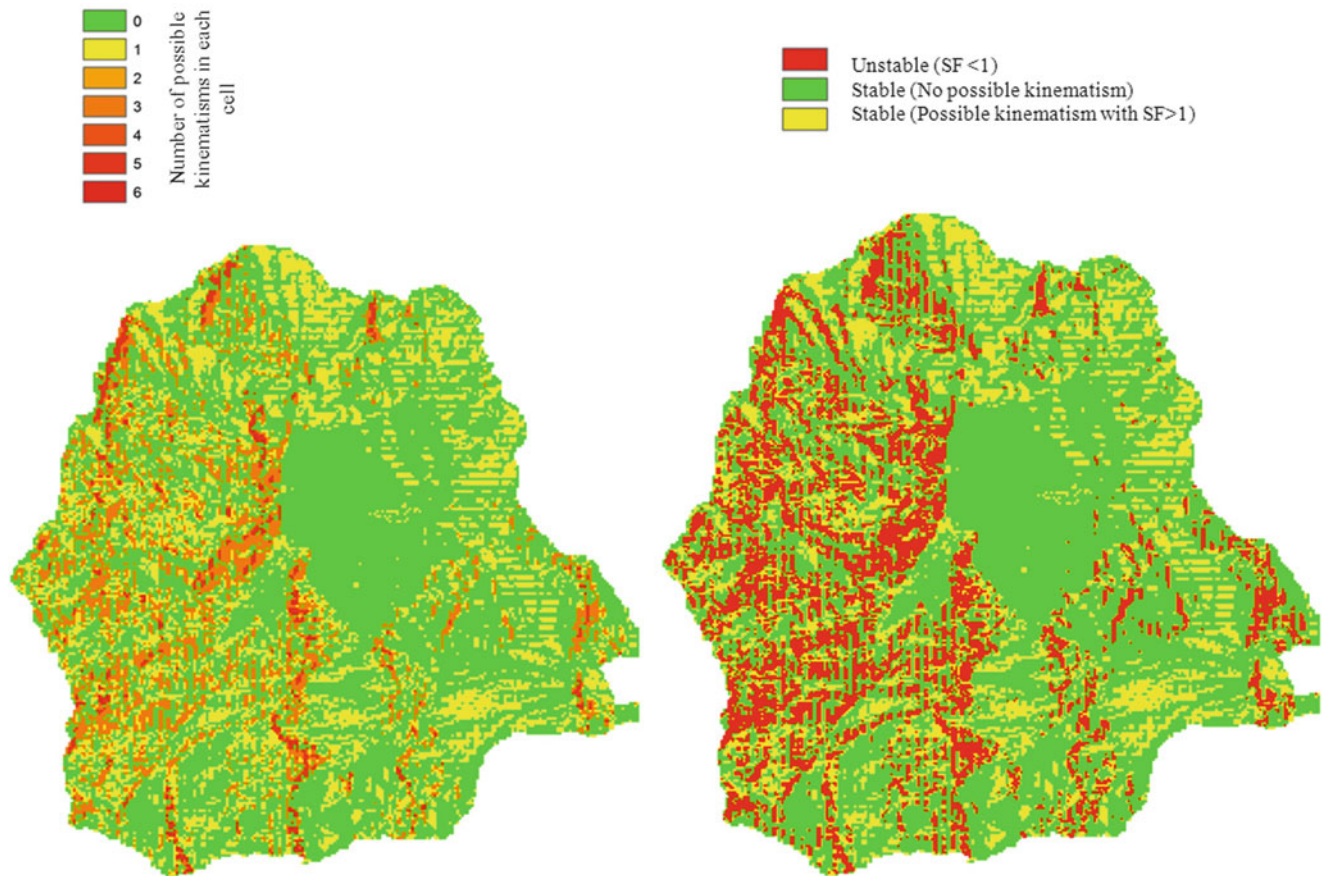 0
1
2
3
4
5
6
Number of possible
kinematisms in each
cell
Unstable (SF <1)
Stable (No possible kinematism)
Stable (Possible kinematism with SF>1)